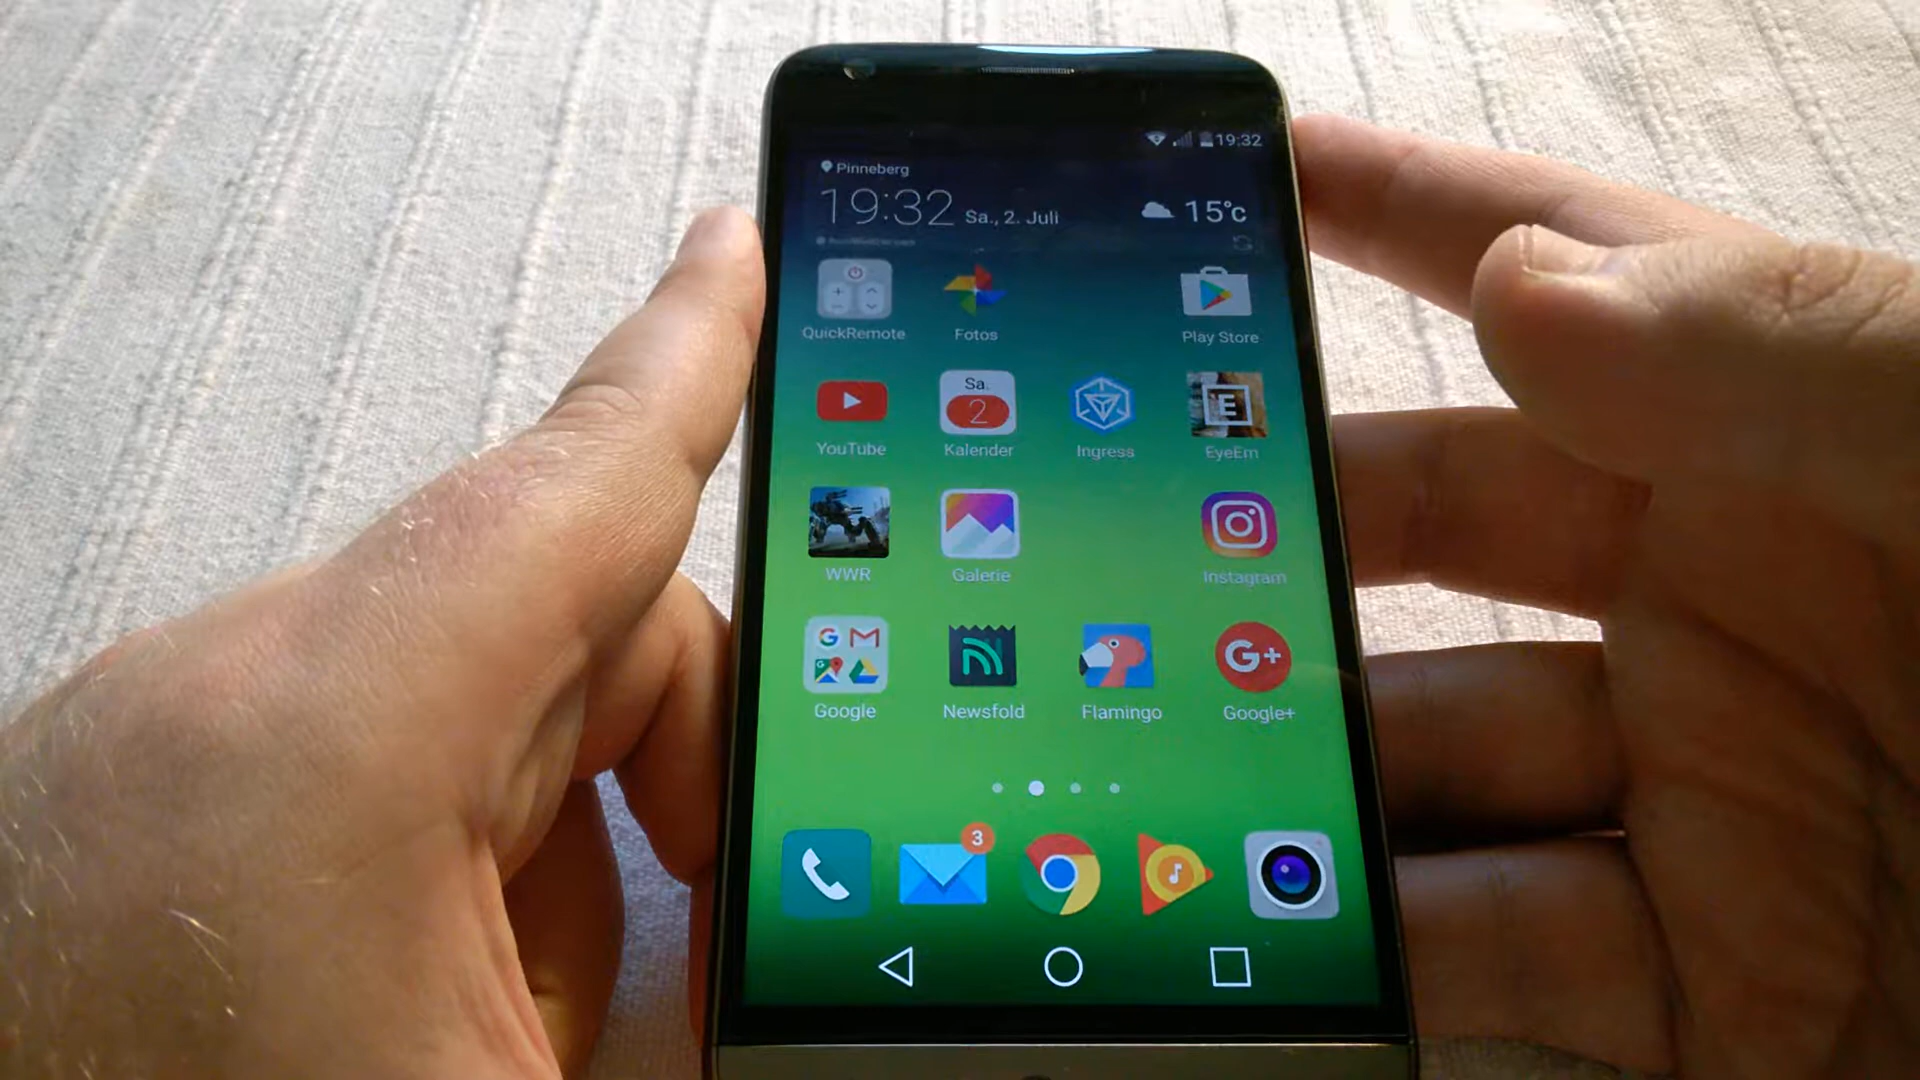 19:32
Pinneberg
19:32 Sa., 2. Juli 15°c
QuickRemote Fotos Play Store
Sa.
2
E
YouTube Kalender Ingress EyeEm
WWR Galerie Instagram
G M
G
G+
Google Newsfold Flamingo Google+
3